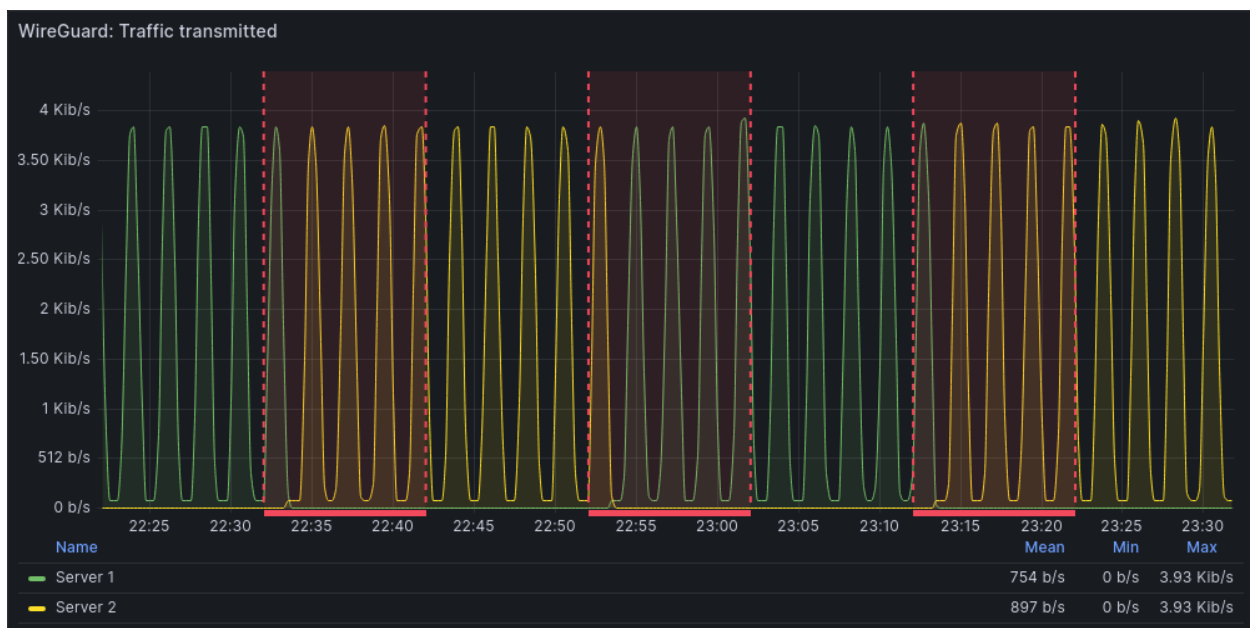 WireGuard: Traffic transmitted
4 Kib/s
3.50 Kib/s
3 Kib/s
2.50 Kib/s
2 Kib/s
1.50 Kib/s
1 Kib/s
512 b/s
0 b/s
22:25 22:30 22:35 22:40 22:45 22:50 22:55 23:00 23:05 23:10 23:15 23:20 23:25 23:30
Name Mean Min Max
Server 1 754 b/s 0 b/s 3.93 Kib/s
Server 2 897 b/s 0 b/s 3.93 Kib/s